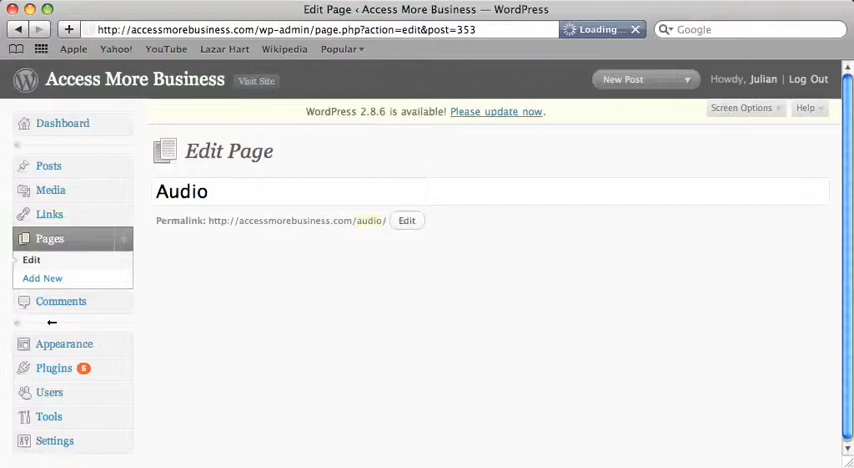 Edit Page ‹ Access More Business — WordPress
http://accessmorebusiness.com/wp-admin/page.php?action=edit&post=353
Loading...
Google
Apple Yahoo! YouTube Lazar Hart Wikipedia Popular
Access More Business Visit Site
New Post
Howdy, Julian | Log Out
WordPress 2.8.6 is available! Please update now.
Screen Options
Help
Dashboard
Posts
Media
Links
Pages
Edit
Add New
Comments
Appearance
Plugins 5
Users
Tools
Settings
Edit Page
Audio
Permalink: http://accessmorebusiness.com/audio/ Edit